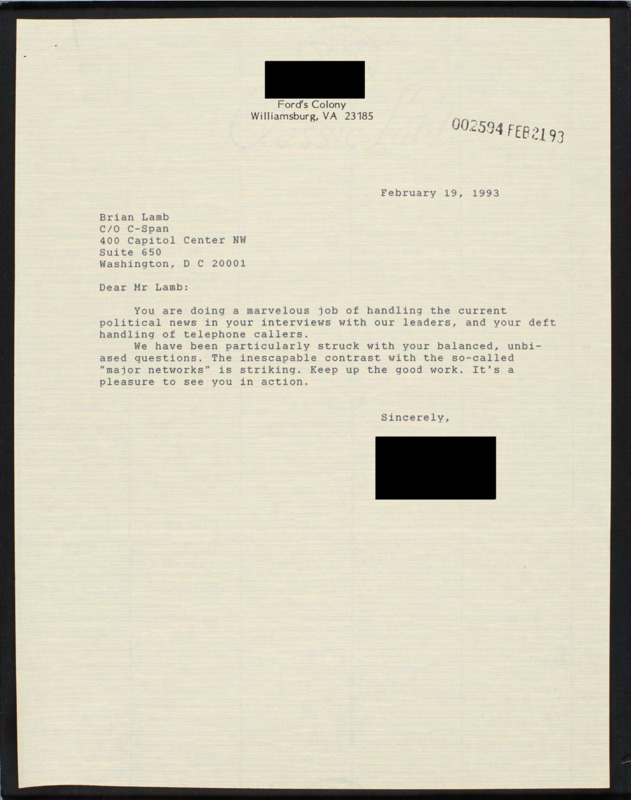 Ford's Colony
Williamsburg, VA 23185
002594 FEB 21 93
February 19, 1993
Brian Lamb
C/O C-Span
400 Capitol Center NW
Suite 650
Washington, D C 20001
Dear Mr Lamb:
You are doing a marvelous job of handling the current
political news in your interviews with our leaders, and your deft
handling of telephone callers.
We have been particularly struck with your balanced, unbi-
ased questions. The inescapable contrast with the so-called
"major networks" is striking. Keep up the good work. It's a
pleasure to see you in action.
Sincerely,